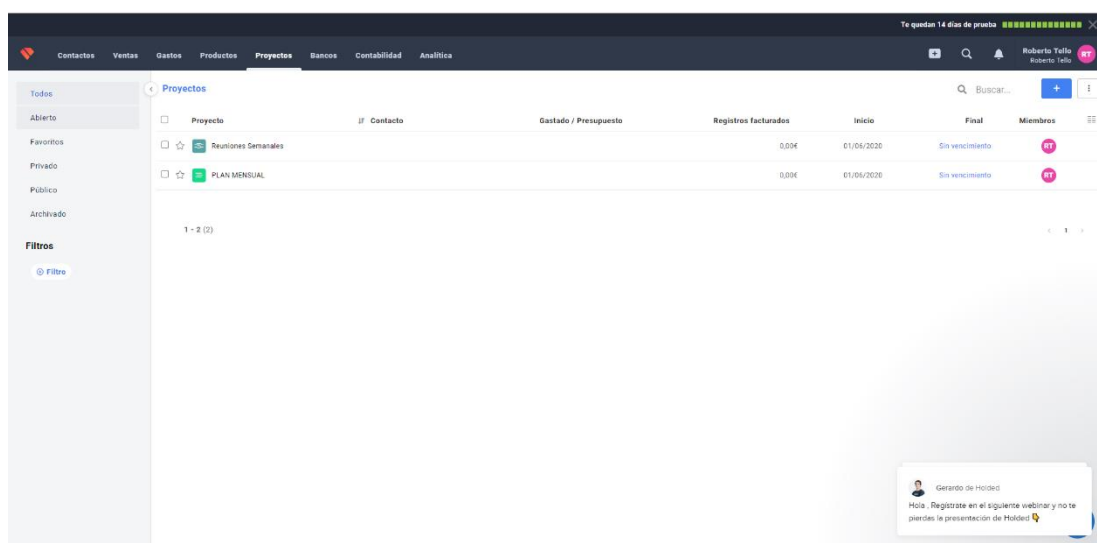 Te quedan 14 días de prueba
Contactos Ventas Gastos Productos Proyectos Bancos Contabilidad Analítica Roberto Tello RT
Roberto Tello
Todos
Abierto
Favoritos
Privado
Público
Archivado
Filtros
Filtro
Proyectos Buscar... +
Proyecto Contacto Gastado / Presupuesto Registros facturados Inicio Final Miembros
Reuniones Semanales 0,00€ 01/06/2020 Sin vencimiento RT
PLAN MENSUAL 0,00€ 01/06/2020 Sin vencimiento RT
1 - 2 (2) < 1 >
Gerardo de Holded
Hola , Regístrate en el siguiente webinar y no te
pierdas la presentación de Holded 👇